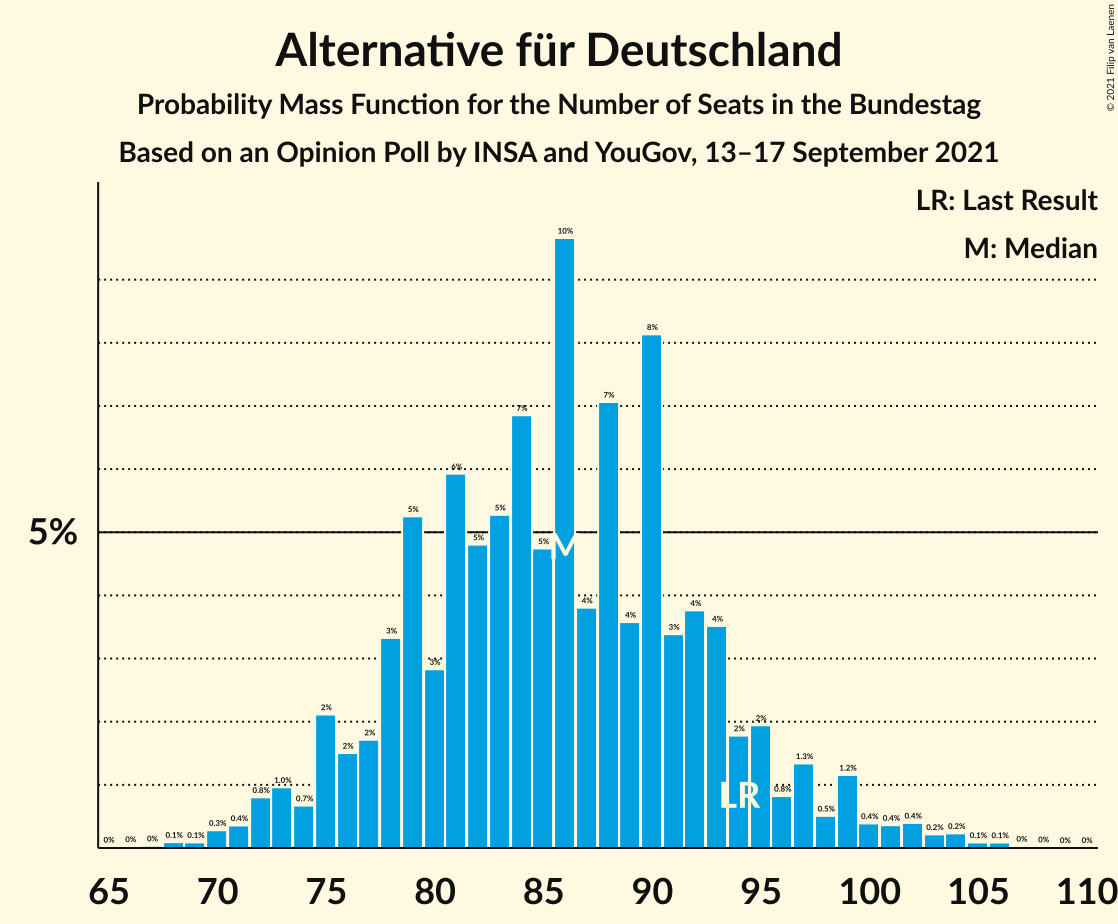 Alternative für Deutschland
Probability Mass Function for the Number of Seats in the Bundestag
Based on an Opinion Poll by INSA and YouGov, 13–17 September 2021
© 2021 Filip van Laenen
LR: Last Result
M: Median
5%
0% 0% 0% 0.1% 0.1% 0.3% 0.4% 0.8% 1.0% 0.7% 2% 2% 2% 3% 5% 3% 6% 5% 5% 7% 5% 10% 4% 7% 4% 8% 3% 4% 4% 2% 2% 0.8% 1.3% 0.5% 1.2% 0.4% 0.4% 0.4% 0.2% 0.2% 0.1% 0.1% 0% 0% 0% 0%
M
LR
65 70 75 80 85 90 95 100 105 110